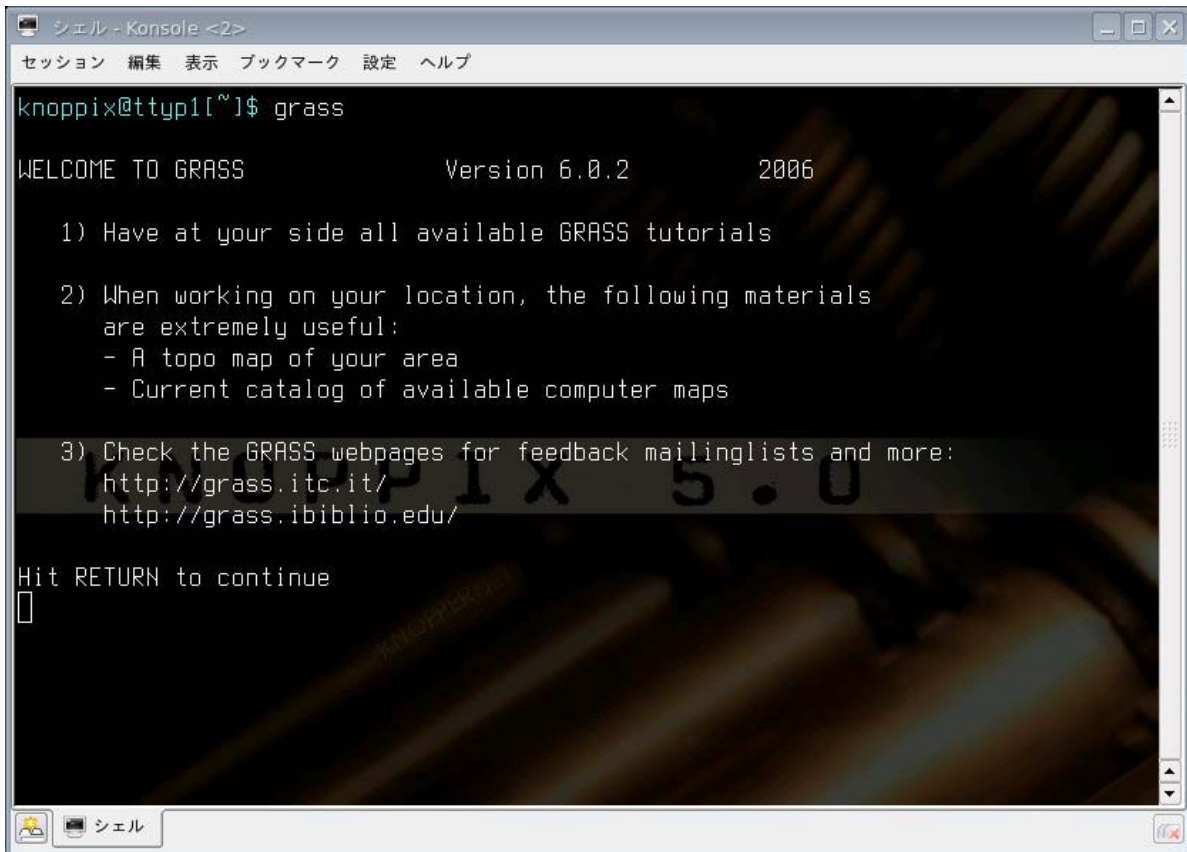 シェル - Konsole <2>
セッション 編集 表示 ブックマーク 設定 ヘルプ
knoppix@ttyp1[~]$ grass
WELCOME TO GRASS Version 6.0.2 2006
1) Have at your side all available GRASS tutorials
2) When working on your location, the following materials
are extremely useful:
- A topo map of your area
- Current catalog of available computer maps
3) Check the GRASS webpages for feedback mailinglists and more:
KNOPPIX 5.0
http://grass.itc.it/
http://grass.ibiblio.edu/
Hit RETURN to continue
KNOPPER.NET
シェル